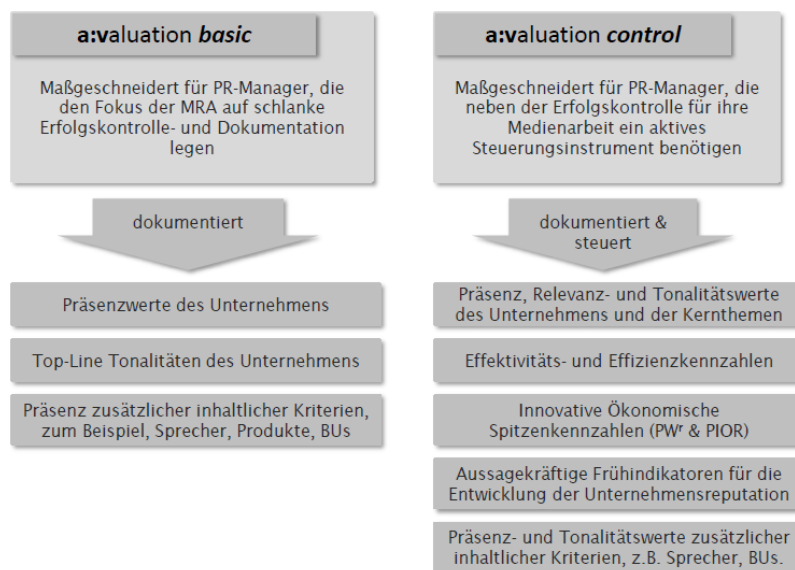 a:valuation basic
Maßgeschneidert für PR-Manager, die
den Fokus der MRA auf schlanke
Erfolgskontrolle- und Dokumentation
legen
dokumentiert
Präsenzwerte des Unternehmens
Top-Line Tonalitäten des Unternehmens
Präsenz zusätzlicher inhaltlicher Kriterien,
zum Beispiel, Sprecher, Produkte, BUs
a:valuation control
Maßgeschneidert für PR-Manager, die
neben der Erfolgskontrolle für ihre
Medienarbeit ein aktives
Steuerungsinstrument benötigen
dokumentiert &
steuert
Präsenz, Relevanz- und Tonalitätswerte
des Unternehmens und der Kernthemen
Effektivitäts- und Effizienzkennzahlen
Innovative Ökonomische
Spitzenkennzahlen (PWʳ & PIOR)
Aussagekräftige Frühindikatoren für die
Entwicklung der Unternehmensreputation
Präsenz- und Tonalitätswerte zusätzlicher
inhaltlicher Kriterien, z.B. Sprecher, BUs.